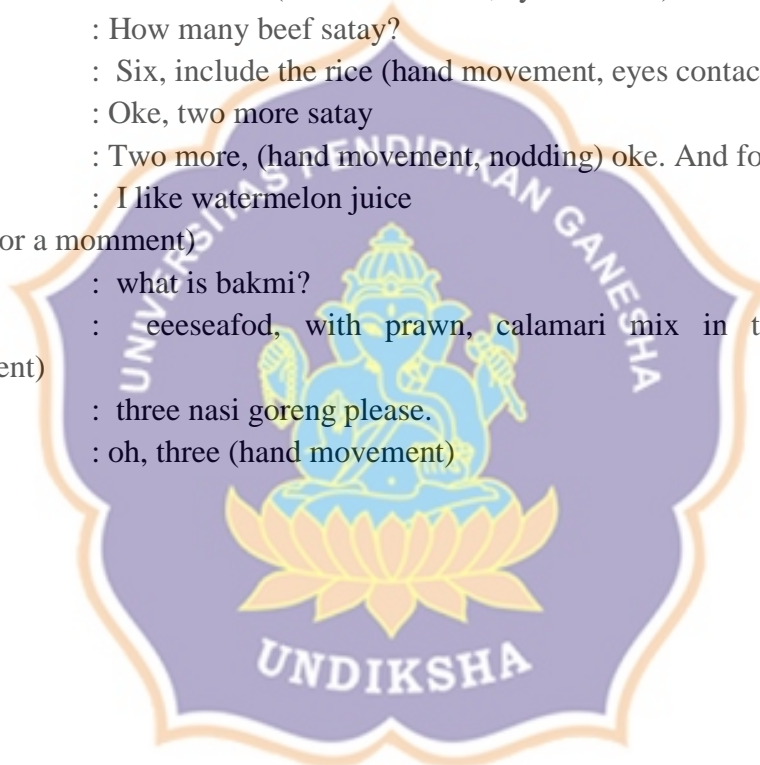 : How many beef satay?
: Six, include the rice (hand movement, eyes contac
: Oke, two more satay
: Two more, (hand movement, nodding) oke. And fo
: I like watermelon juice
or a momment)
: what is bakmi?
: eeeseafod, with prawn, calamari mix in t
ent)
: three nasi goreng please.
: oh, three (hand movement)
UNIVERSITAS PENDIDIKAN GANESHA
UNDIKSHA